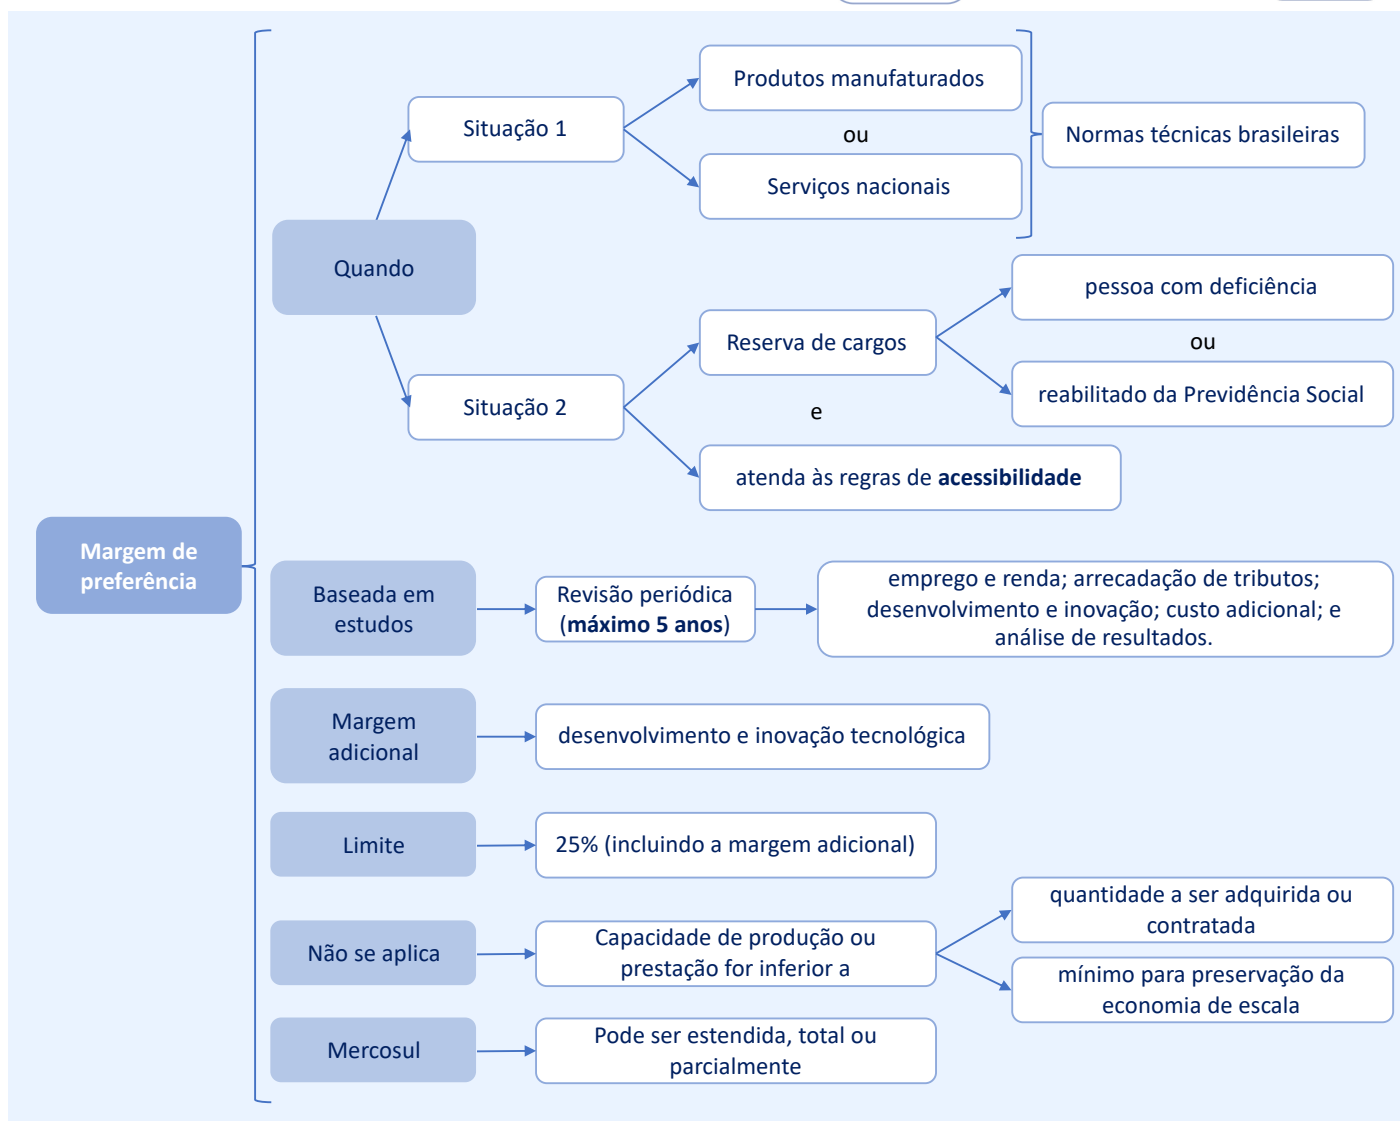 Margem de
preferência
Quando
Situação 1
Produtos manufaturados
ou
Serviços nacionais
Normas técnicas brasileiras
Situação 2
Reserva de cargos
pessoa com deficiência
ou
reabilitado da Previdência Social
e
atenda às regras de acessibilidade
Baseada em
estudos
Revisão periódica
(máximo 5 anos)
emprego e renda; arrecadação de tributos;
desenvolvimento e inovação; custo adicional; e
análise de resultados.
Margem
adicional
desenvolvimento e inovação tecnológica
Limite
25% (incluindo a margem adicional)
Não se aplica
Capacidade de produção ou
prestação for inferior a
quantidade a ser adquirida ou
contratada
mínimo para preservação da
economia de escala
Mercosul
Pode ser estendida, total ou
parcialmente